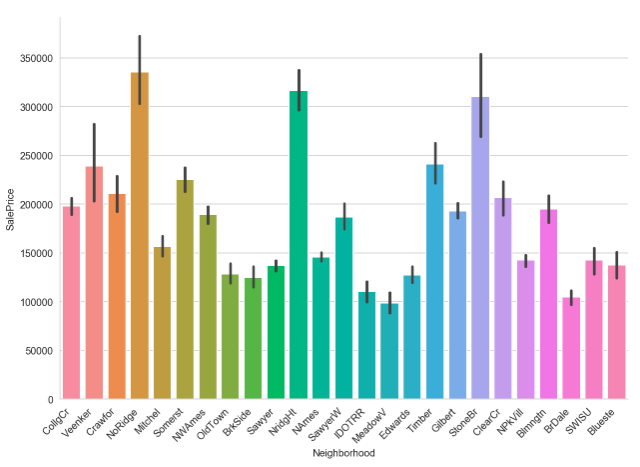 350000
300000
250000
200000
150000
100000
50000
0
SalePrice
CollgCr
Veenker
Crawfor
NoRidge
Mitchel
Somerst
NWAmes
OldTown
BrkSide
Sawyer
NridgHt
NAmes
SawyerW
IDOTRR
MeadowV
Edwards
Timber
Gilbert
StoneBr
ClearCr
NPkVill
Blmngtn
BrDale
SWISU
Blueste
Neighborhood